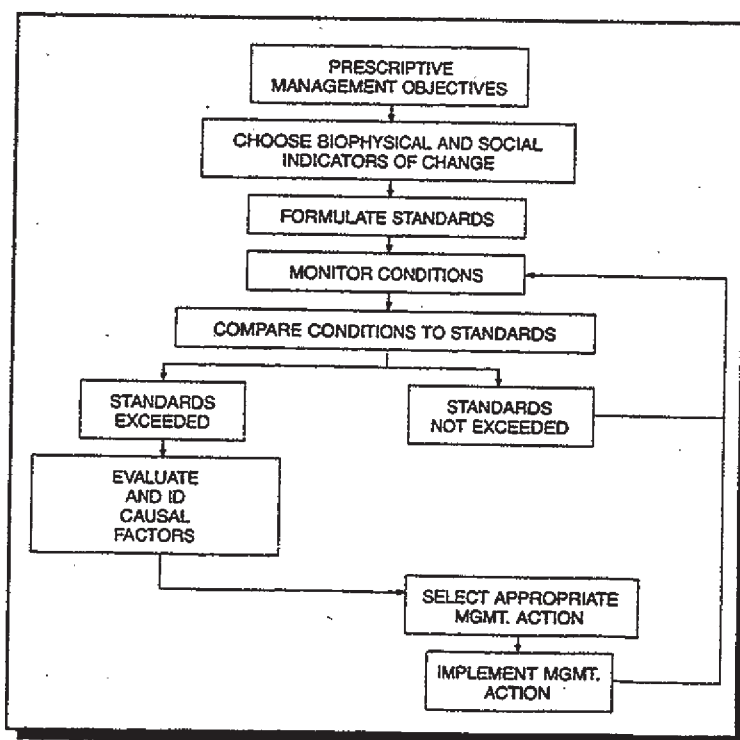 PRESCRIPTIVE
MANAGEMENT OBJECTIVES
CHOOSE BIOPHYSICAL AND SOCIAL
INDICATORS OF CHANGE
FORMULATE STANDARDS
MONITOR CONDITIONS
COMPARE CONDITIONS TO STANDARDS
STANDARDS
EXCEEDED
STANDARDS
NOT EXCEEDED
EVALUATE
AND ID
CAUSAL
FACTORS
SELECT APPROPRIATE
MGMT. ACTION
IMPLEMENT MGMT.
ACTION